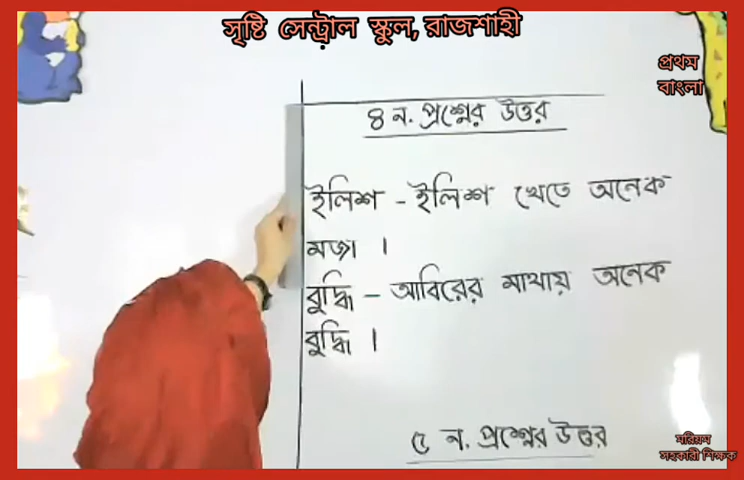 সৃষ্টি সেন্ট্রাল স্কুল, রাজশাহী
প্রথম
বাংলা
৪ ন. প্রশ্নের উত্তর
ইলিশ - ইলিশ খেতে অনেক
মজা ।
বুদ্ধি - আবিরের মাথায় অনেক
বুদ্ধি ।
৫ ন. প্রশ্নের উত্তর
মরিয়ম
সহকারী শিক্ষক